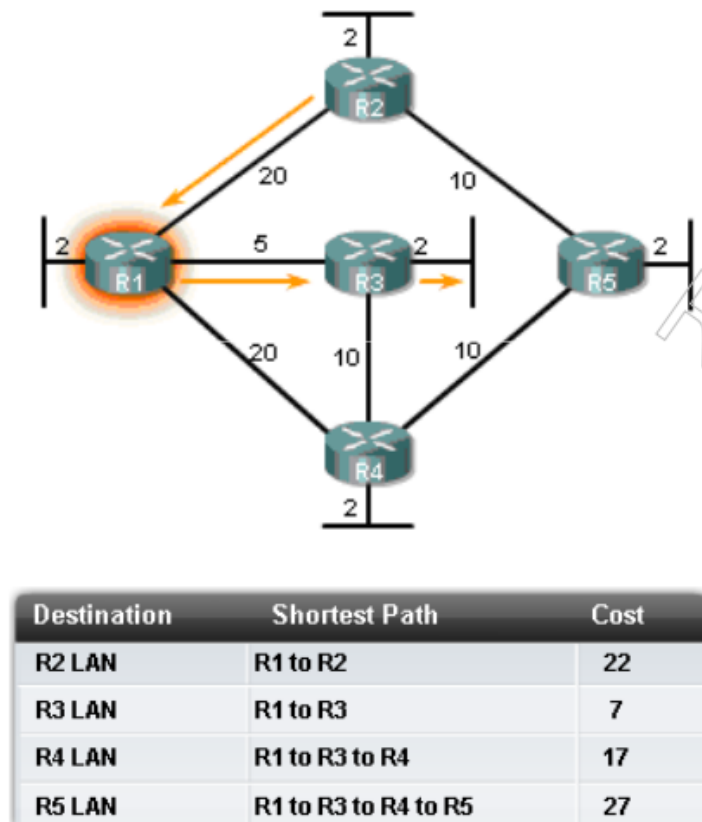 2
R2
20
10
2
5
2
2
R1
R3
R5
20
10
10
R4
2
Destination Shortest Path Cost
R2 LAN R1 to R2 22
R3 LAN R1 to R3 7
R4 LAN R1 to R3 to R4 17
R5 LAN R1 to R3 to R4 to R5 27